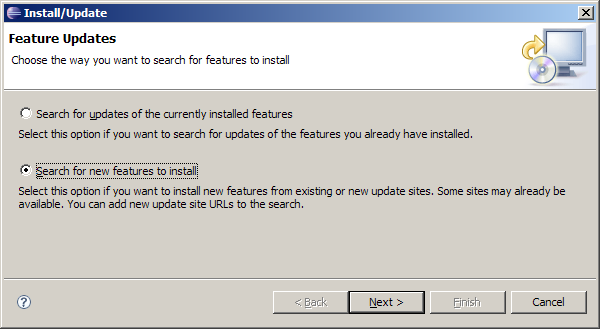 Install/Update
Feature Updates
Choose the way you want to search for features to install
Search for updates of the currently installed features
Select this option if you want to search for updates of the features you already have installed.
Search for new features to install
Select this option if you want to install new features from existing or new update sites. Some sites may already be
available. You can add new update site URLs to the search.
?
< Back
Next >
Finish
Cancel